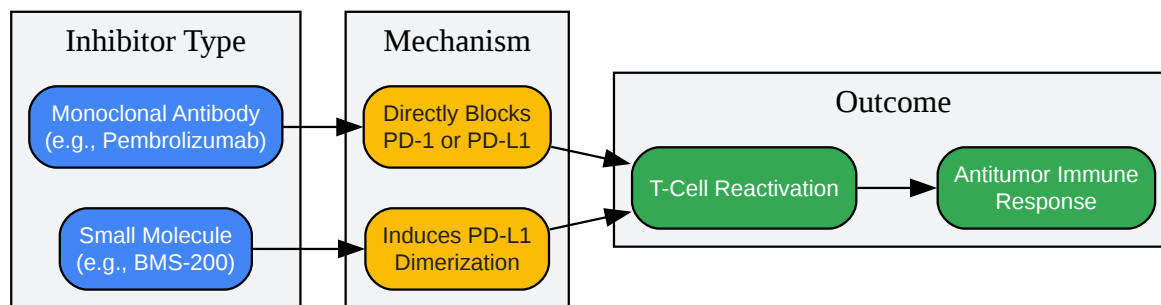 Inhibitor Type
Monoclonal Antibody
(e.g., Pembrolizumab)
Small Molecule
(e.g., BMS-200)
Mechanism
Directly Blocks
PD-1 or PD-L1
Induces PD-L1
Dimerization
Outcome
T-Cell Reactivation
Antitumor Immune
Response